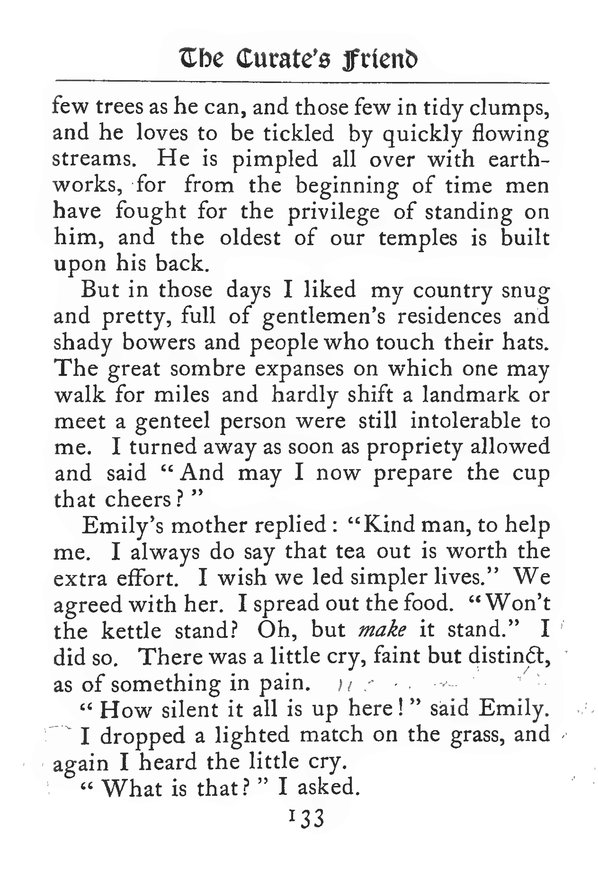 The Curate's Friend
few trees as he can, and those few in tidy clumps,
and he loves to be tickled by quickly flowing
streams. He is pimpled all over with earth-
works, for from the beginning of time men
have fought for the privilege of standing on
him, and the oldest of our temples is built
upon his back.
But in those days I liked my country snug
and pretty, full of gentlemen's residences and
shady bowers and people who touch their hats.
The great sombre expanses on which one may
walk for miles and hardly shift a landmark or
meet a genteel person were still intolerable to
me. I turned away as soon as propriety allowed
and said “And may I now prepare the cup
that cheers?”
Emily's mother replied: “Kind man, to help
me. I always do say that tea out is worth the
extra effort. I wish we led simpler lives.” We
agreed with her. I spread out the food. “Won't
the kettle stand? Oh, but make it stand.” I
did so. There was a little cry, faint but distinct,
as of something in pain.
“How silent it all is up here!” said Emily.
I dropped a lighted match on the grass, and
again I heard the little cry.
“What is that?” I asked.
133